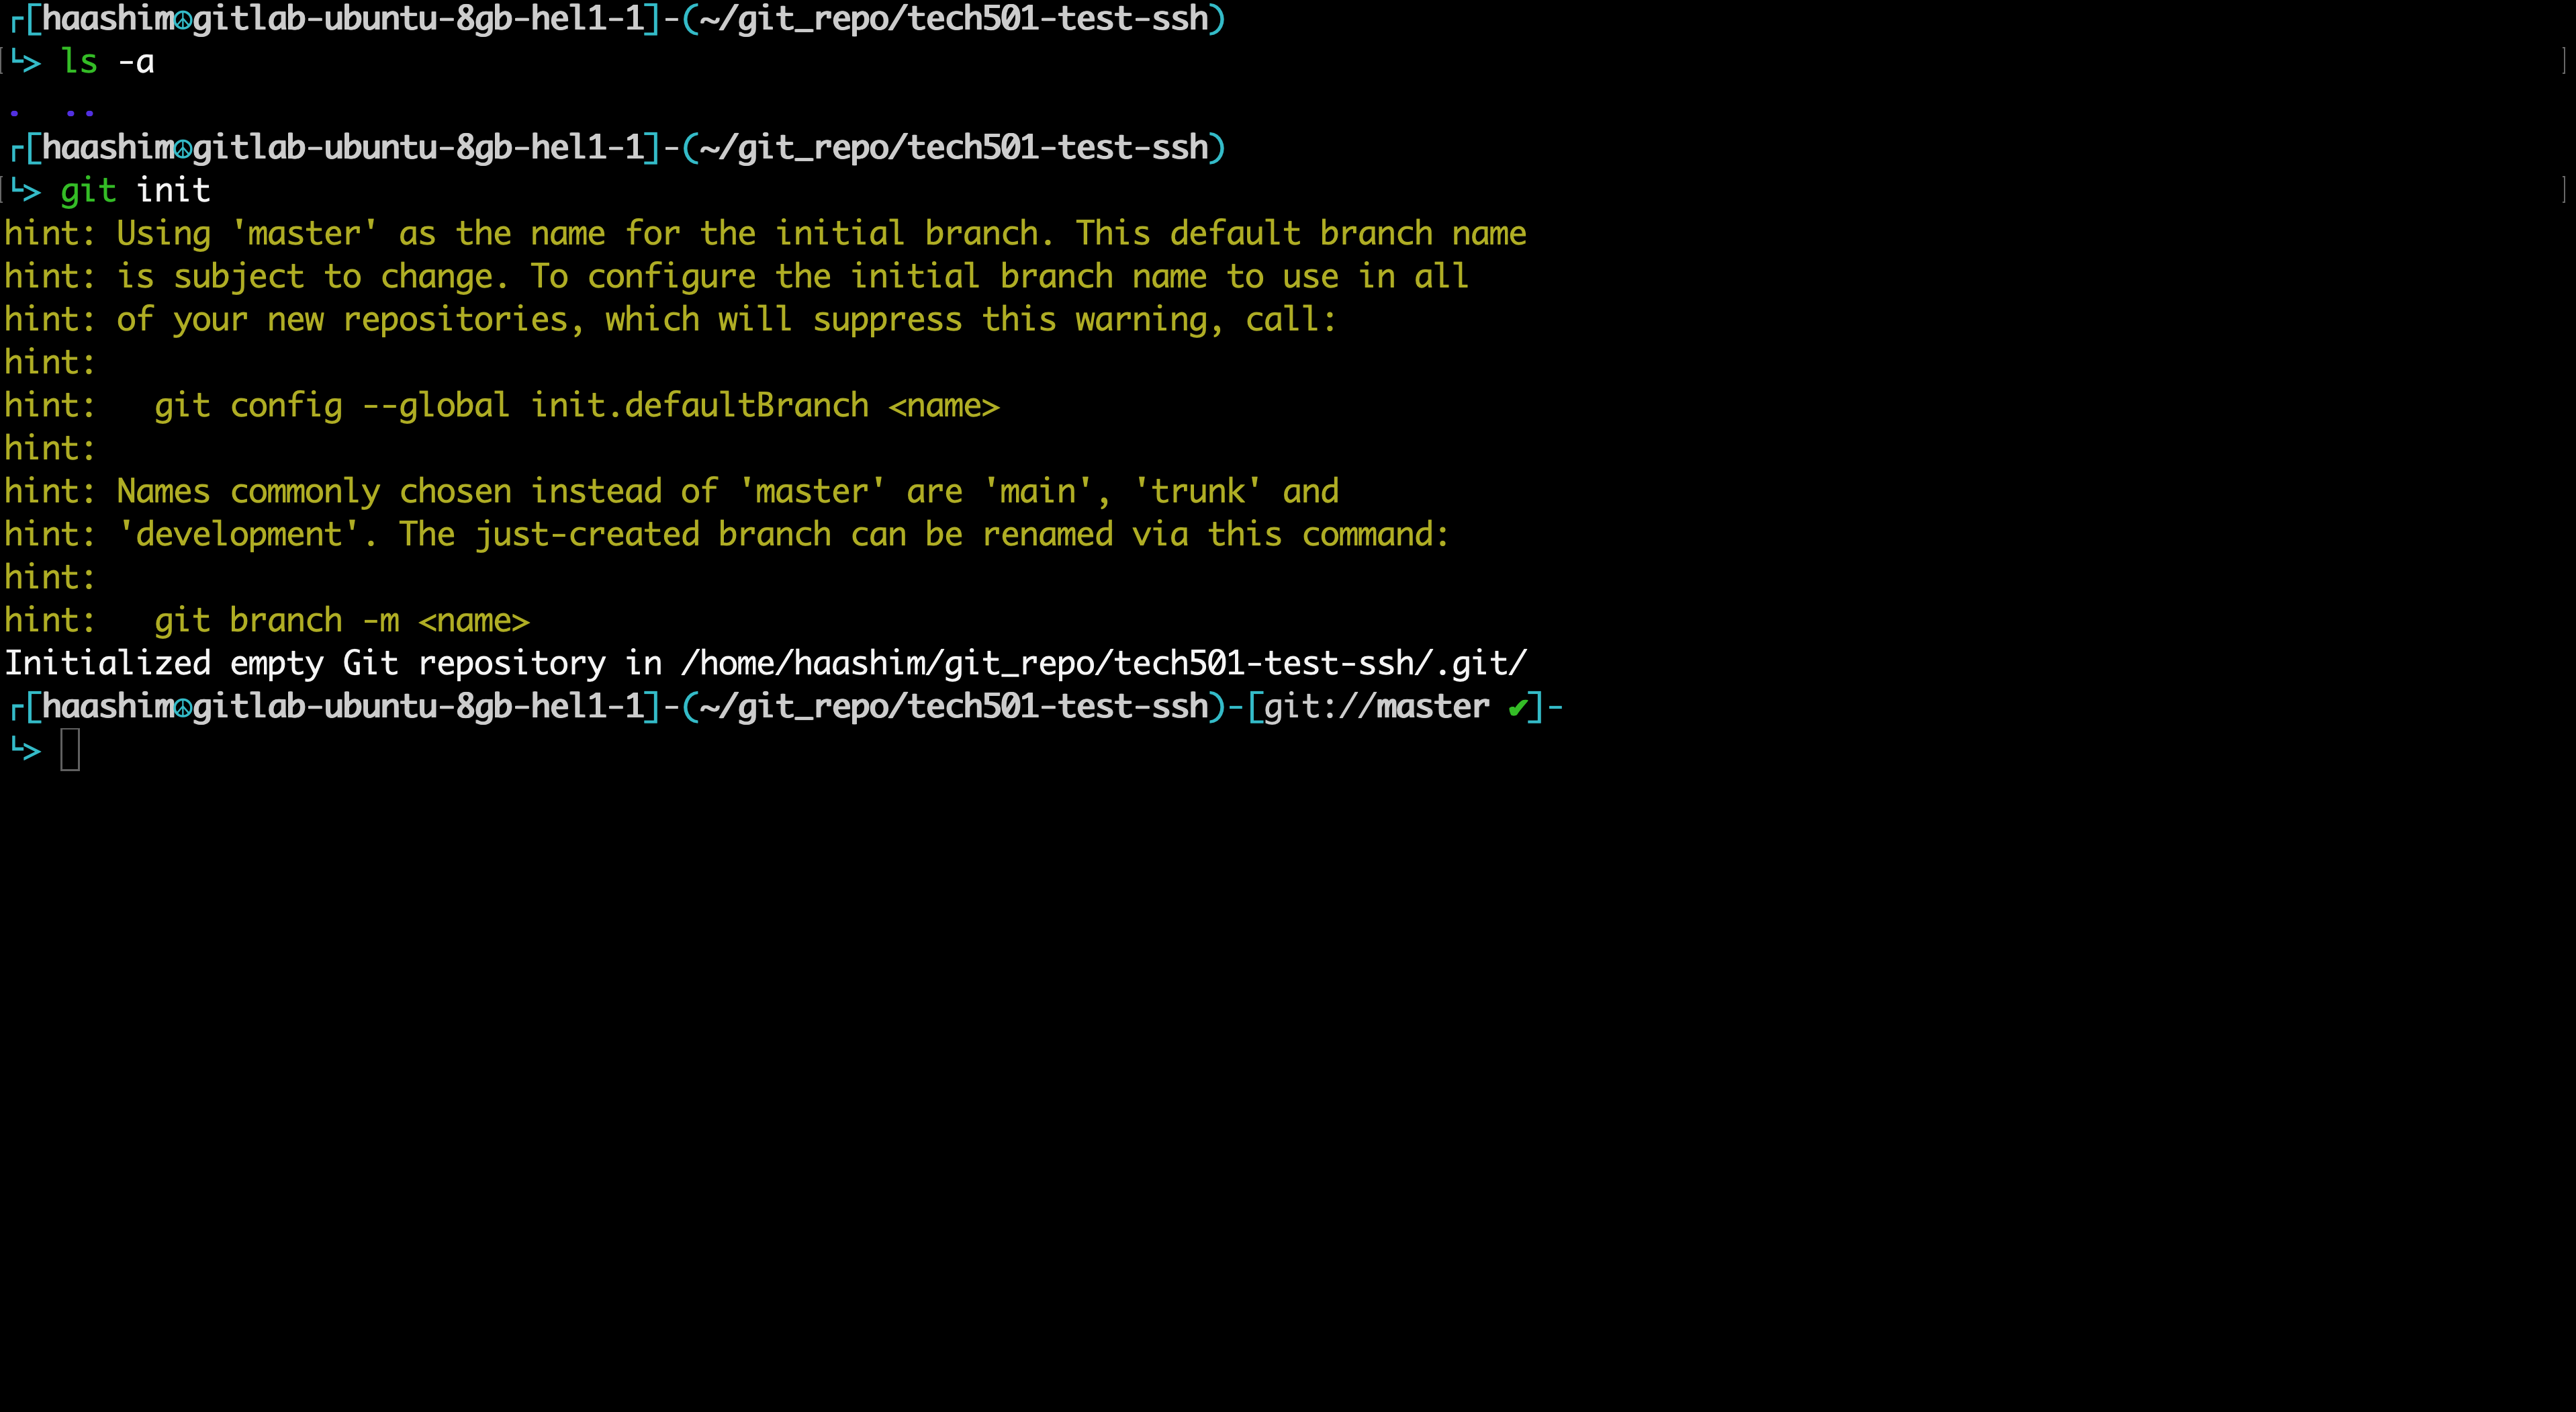 ┌[haashim☮gitlab-ubuntu-8gb-hel1-1]-(~/git_repo/tech501-test-ssh)
[└> ls -a ]
.  ..
┌[haashim☮gitlab-ubuntu-8gb-hel1-1]-(~/git_repo/tech501-test-ssh)
[└> git init ]
hint: Using 'master' as the name for the initial branch. This default branch name
hint: is subject to change. To configure the initial branch name to use in all
hint: of your new repositories, which will suppress this warning, call:
hint:
hint:   git config --global init.defaultBranch <name>
hint:
hint: Names commonly chosen instead of 'master' are 'main', 'trunk' and
hint: 'development'. The just-created branch can be renamed via this command:
hint:
hint:   git branch -m <name>
Initialized empty Git repository in /home/haashim/git_repo/tech501-test-ssh/.git/
┌[haashim☮gitlab-ubuntu-8gb-hel1-1]-(~/git_repo/tech501-test-ssh)-[git://master ✔]-
└>